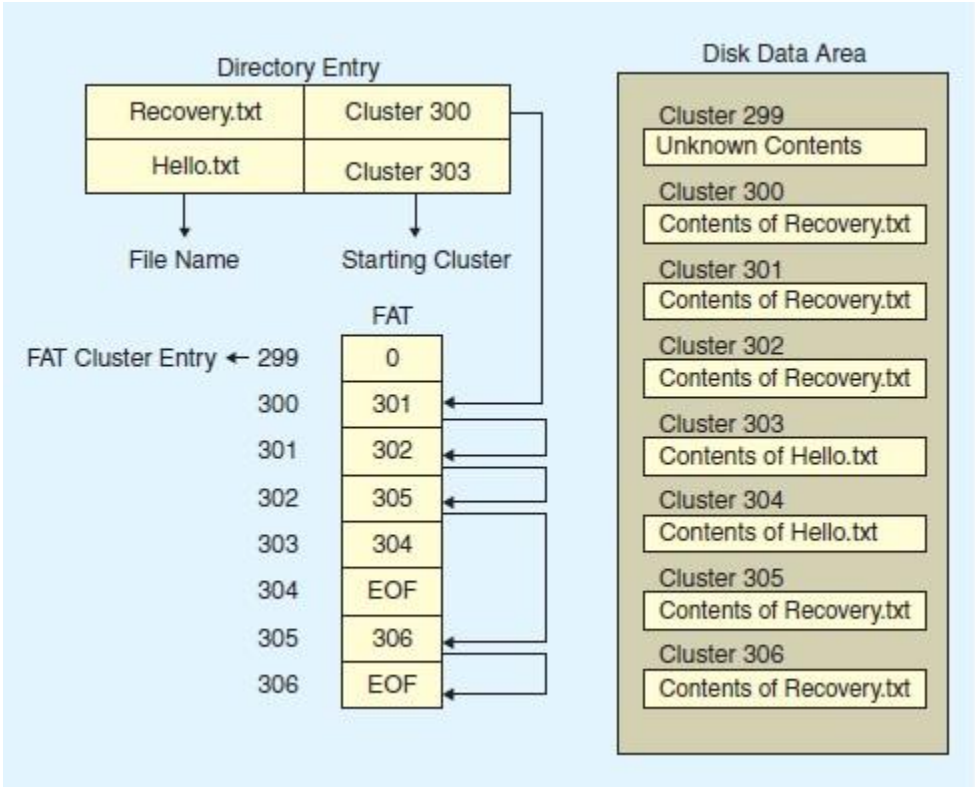 Directory Entry
Recovery.txt Cluster 300
Hello.txt Cluster 303
File Name Starting Cluster
FAT
FAT Cluster Entry 299 0
300 301
301 302
302 305
303 304
304 EOF
305 306
306 EOF
Disk Data Area
Cluster 299
Unknown Contents
Cluster 300
Contents of Recovery.txt
Cluster 301
Contents of Recovery.txt
Cluster 302
Contents of Recovery.txt
Cluster 303
Contents of Hello.txt
Cluster 304
Contents of Hello.txt
Cluster 305
Contents of Recovery.txt
Cluster 306
Contents of Recovery.txt